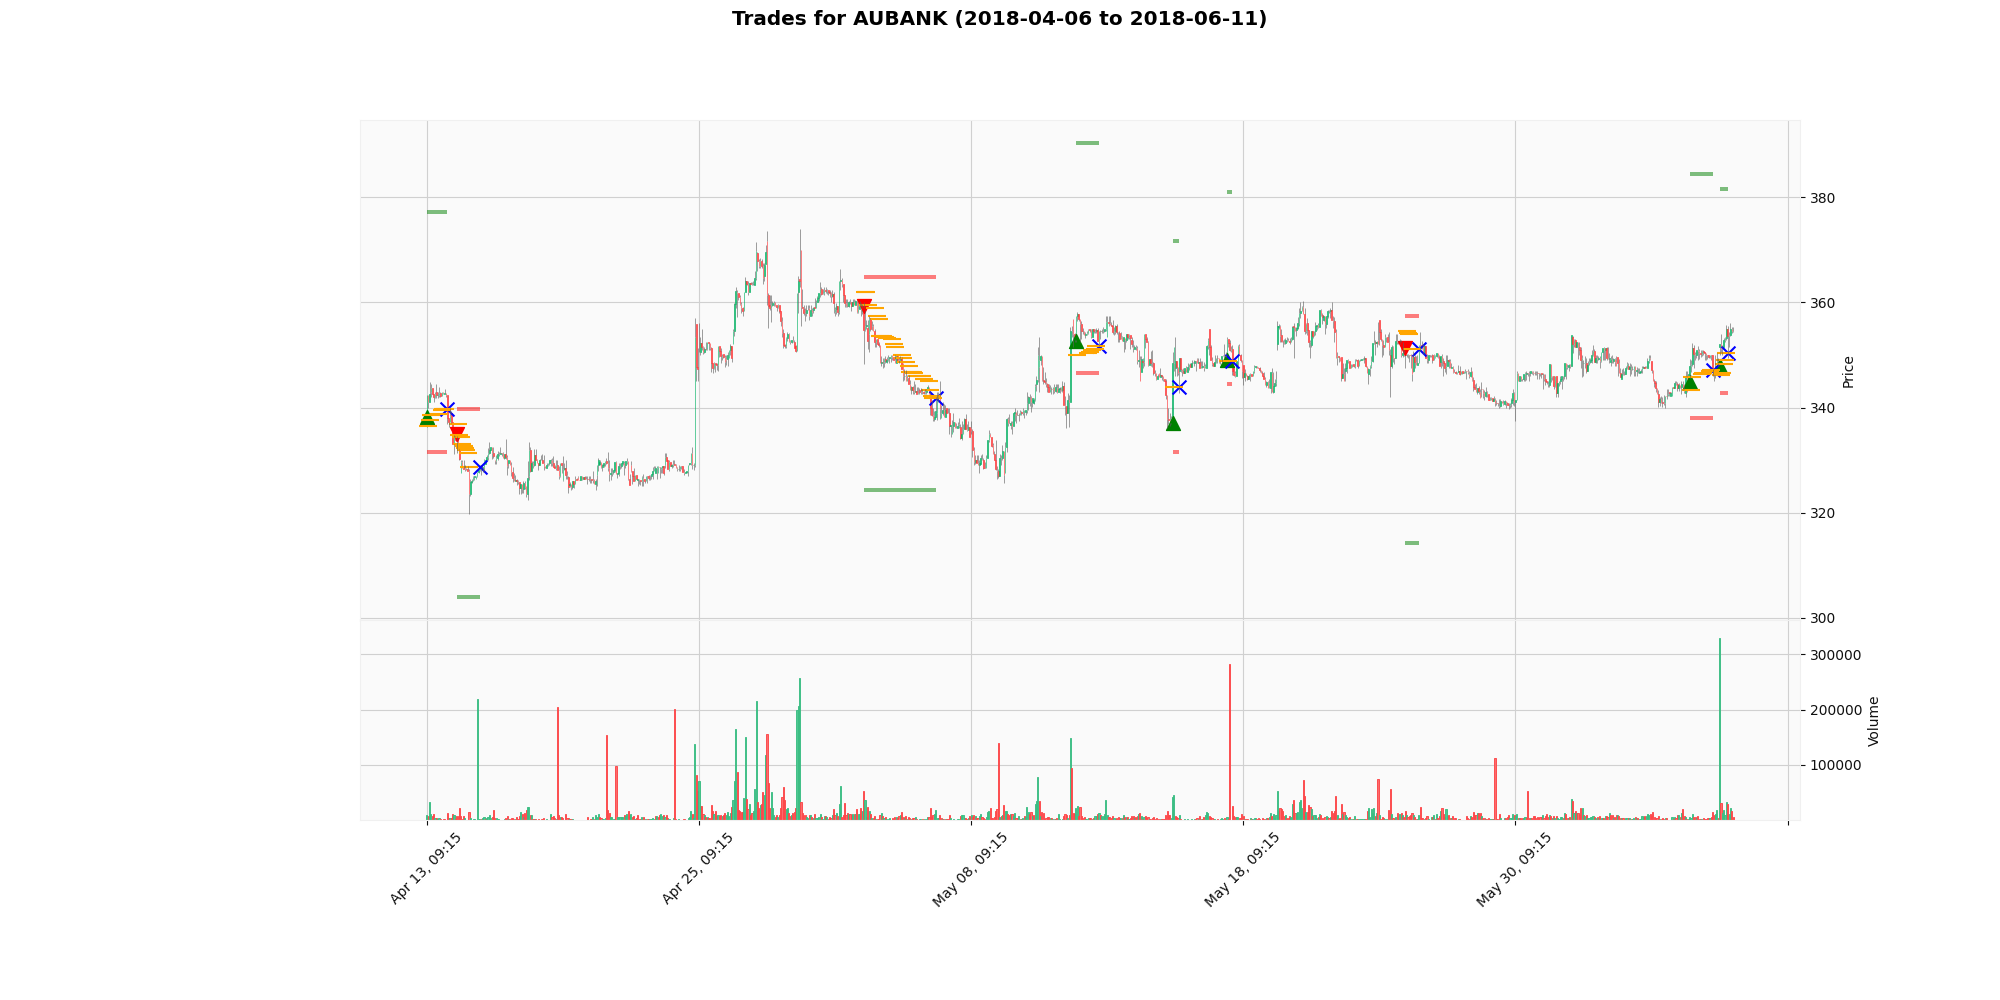 Trades for AUBANK (2018-04-06 to 2018-06-11)
380
360
340
320
300
Price
300000
200000
100000
Volume
Apr 13, 09:15
Apr 25, 09:15
May 08, 09:15
May 18, 09:15
May 30, 09:15